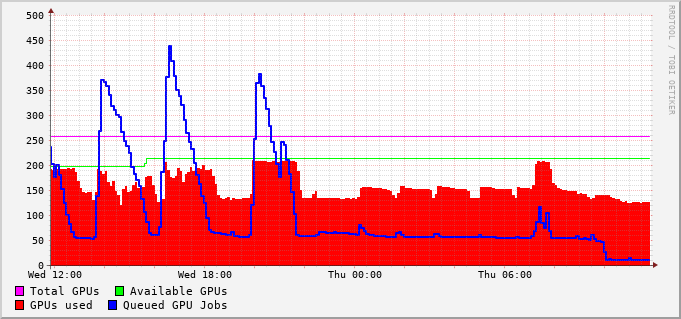 500
450
400
350
300
250
200
150
100
50
0
Wed 12:00 Wed 18:00 Thu 00:00 Thu 06:00
Total GPUs Available GPUs
GPUs used Queued GPU Jobs
RRDTOOL / TOBI OETIKER